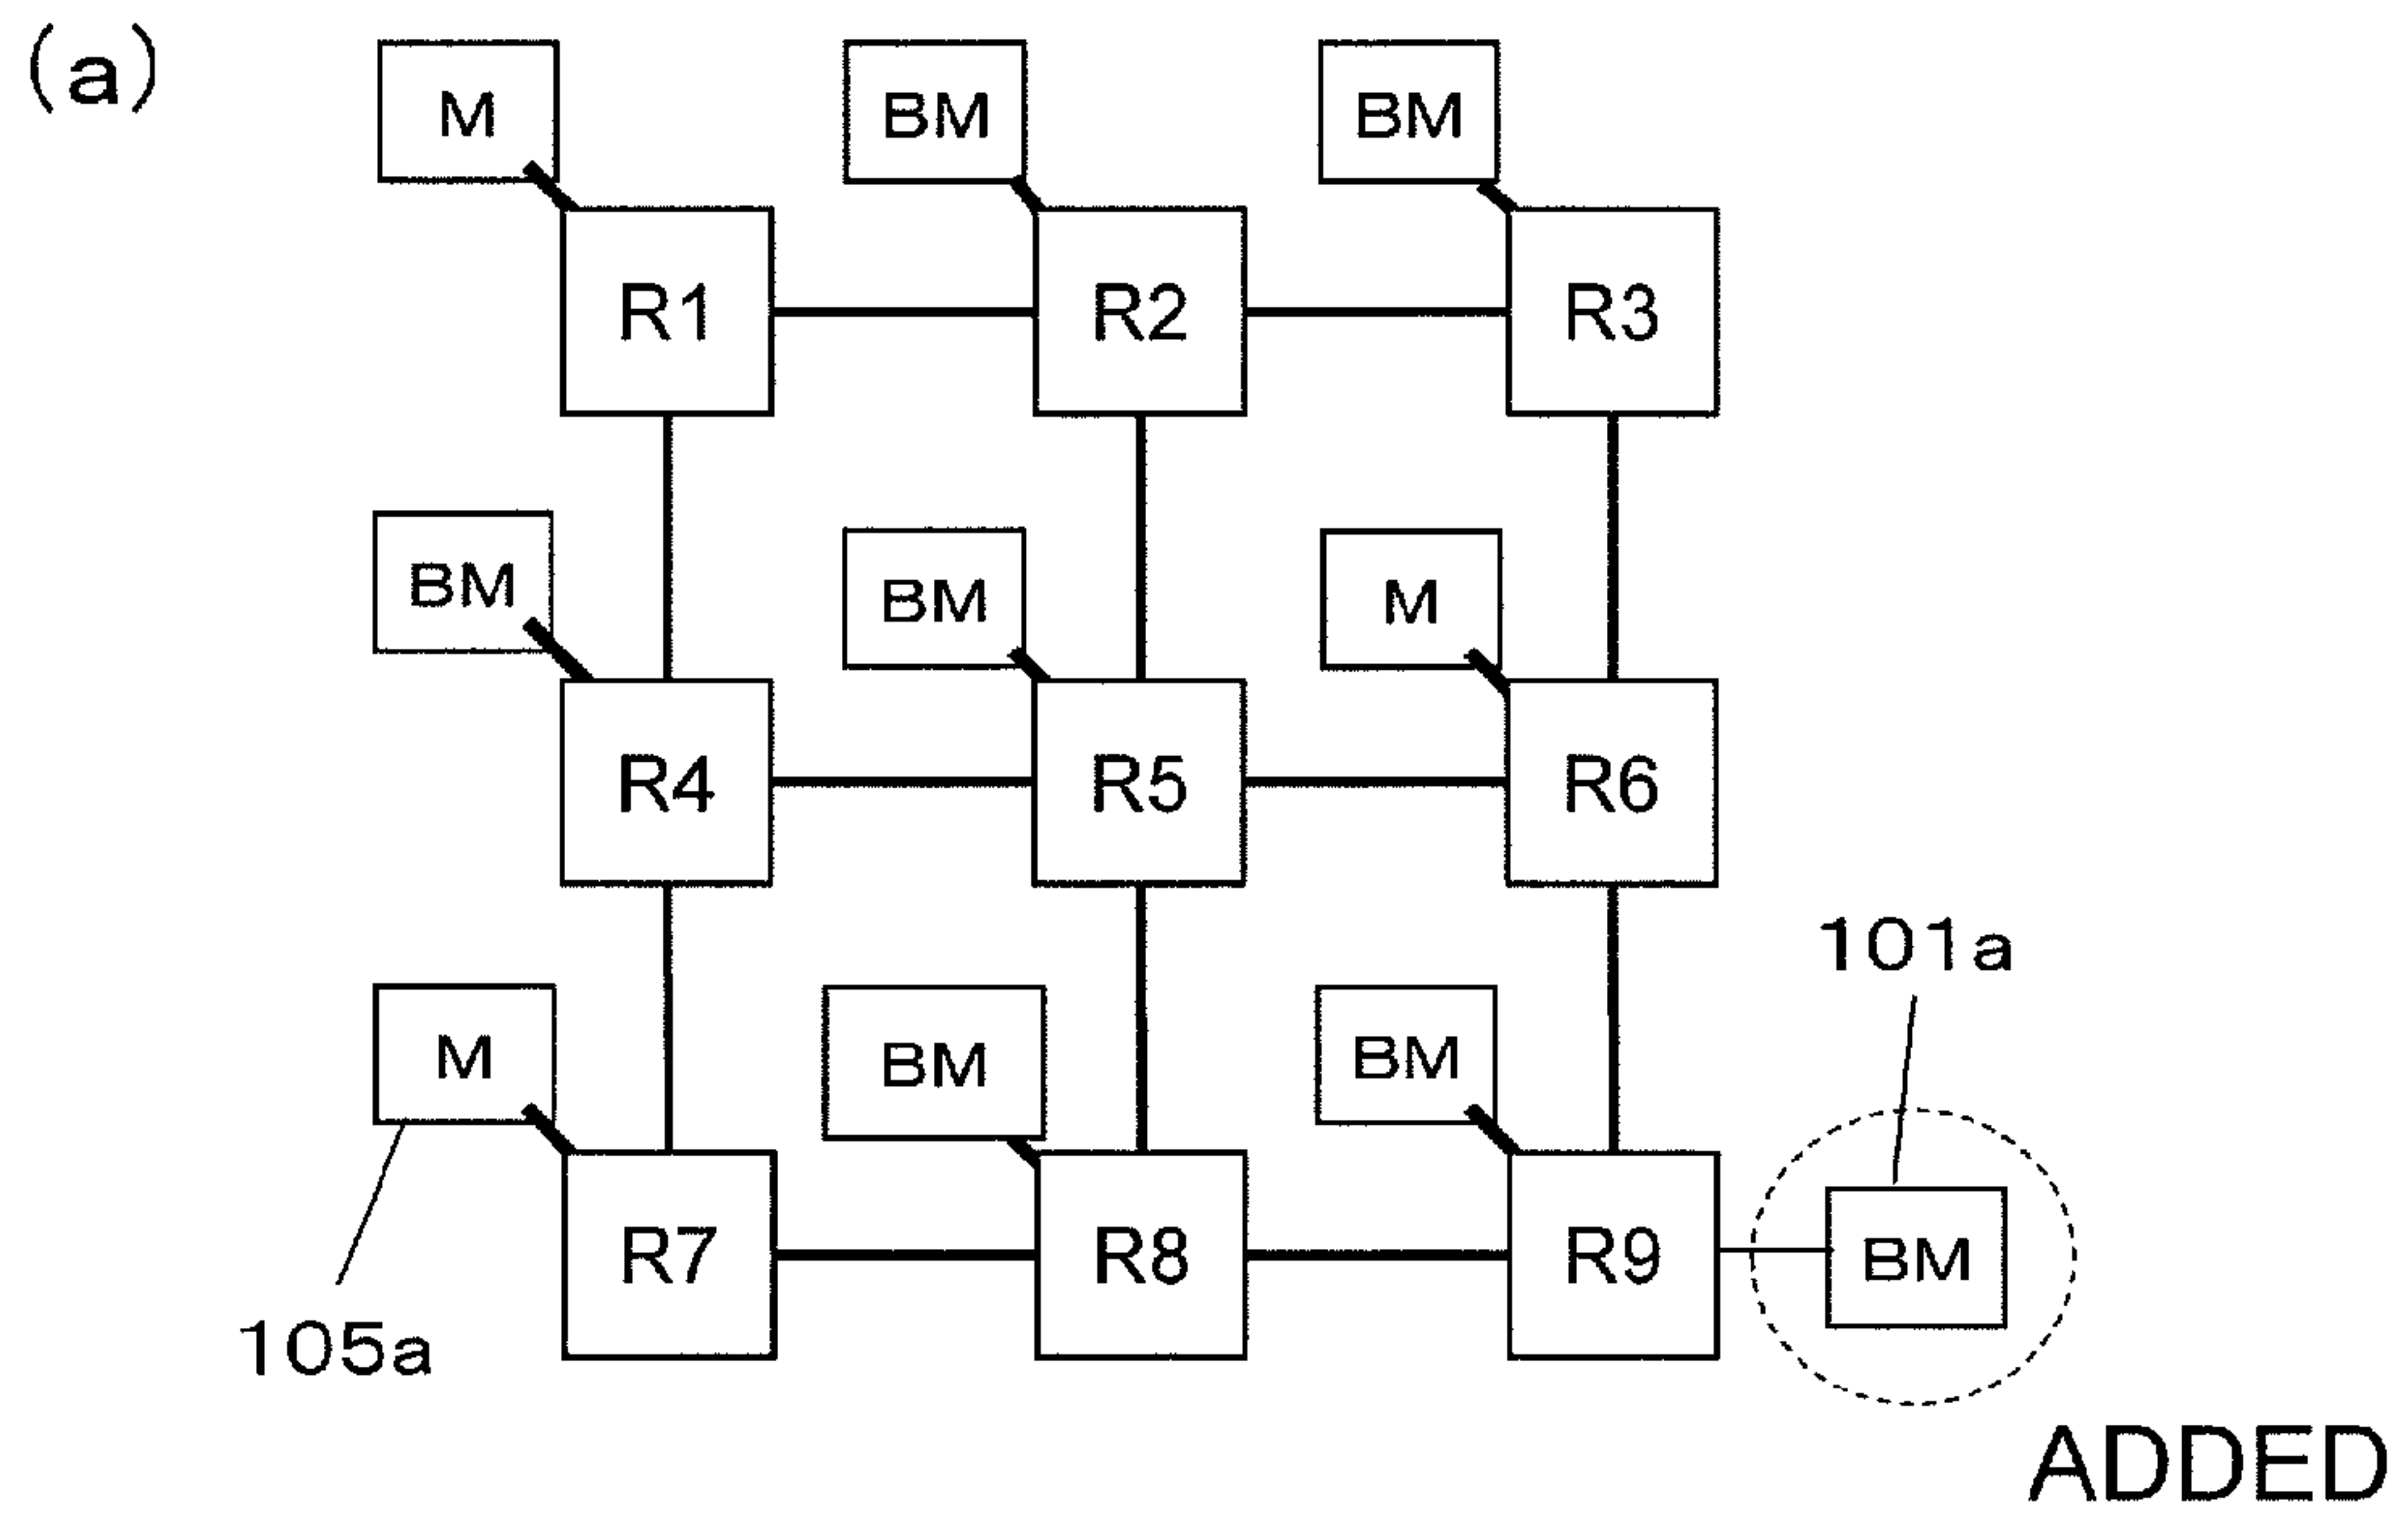 (a)
M BM BM
R1 R2 R3
BM BM M
R4 R5 R6
101a
M BM BM
R7 R8 R9 BM
105a
ADDED